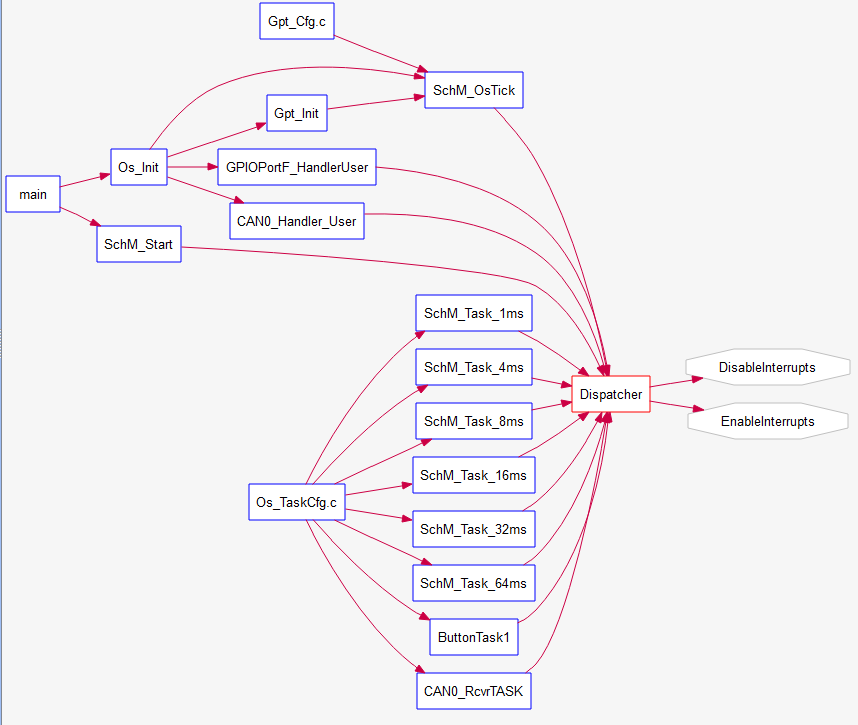 Gpt_Cfg.c
SchM_OsTick
Gpt_Init
Os_Init
GPIOPortF_HandlerUser
main
CAN0_Handler_User
SchM_Start
SchM_Task_1ms
SchM_Task_4ms
DisableInterrupts
Dispatcher
SchM_Task_8ms
EnableInterrupts
SchM_Task_16ms
Os_TaskCfg.c
SchM_Task_32ms
SchM_Task_64ms
ButtonTask1
CAN0_RcvrTASK